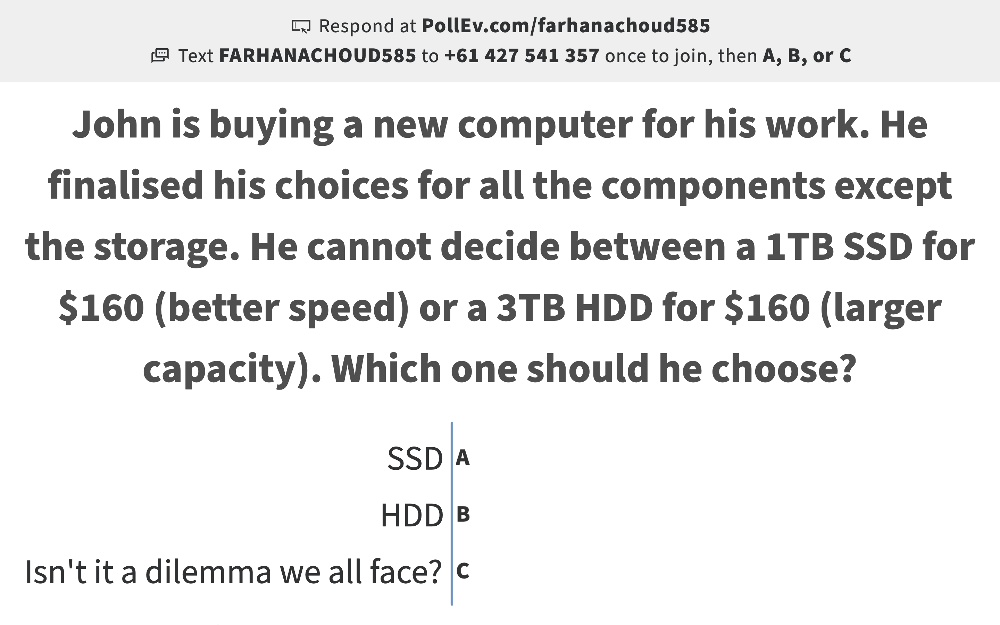 Respond at PollEv.com/farhanachoud585
Text FARHANACHOUD585 to +61 427 541 357 once to join, then A, B, or C
John is buying a new computer for his work. He
finalised his choices for all the components except
the storage. He cannot decide between a 1TB SSD for
$160 (better speed) or a 3TB HDD for $160 (larger
capacity). Which one should he choose?
SSD A
HDD B
Isn't it a dilemma we all face? C